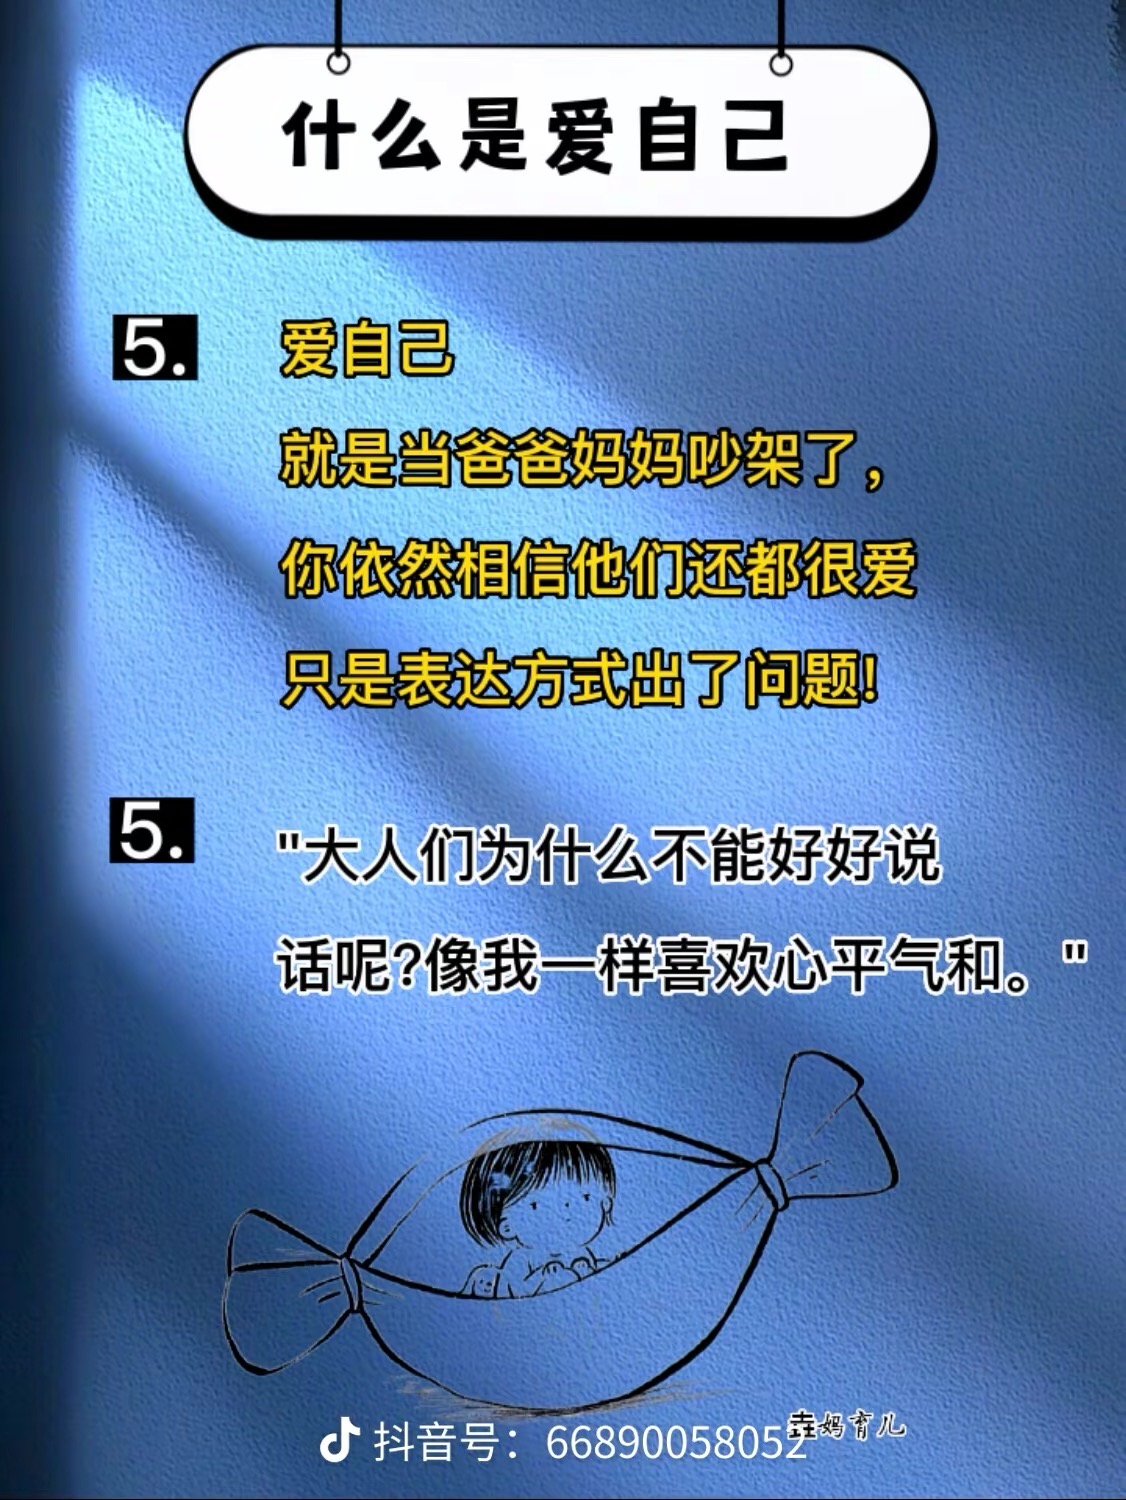 什么是爱自己
5.
爱自己
就是当爸爸妈妈吵架了，
你依然相信他们还都很爱
只是表达方式出了问题!
5.
"大人们为什么不能好好说
话呢?像我一样喜欢心平气和。"
抖音号：66890058052
壵妈育儿